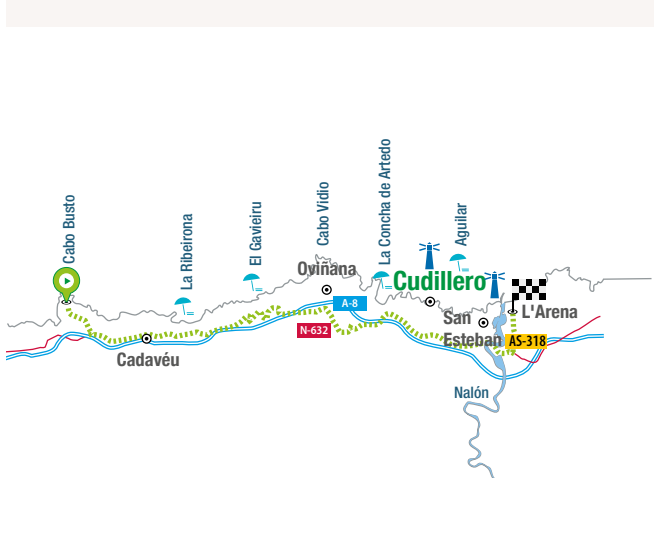 Cabo Busto
La Ribeirona
El Gavieiru
Cabo Vidio
La Concha de Artedo
Aguilar
Oviñana
Cudillero
A-8
N-632
San
Esteban
L'Arena
AS-318
Cadavéu
Nalón